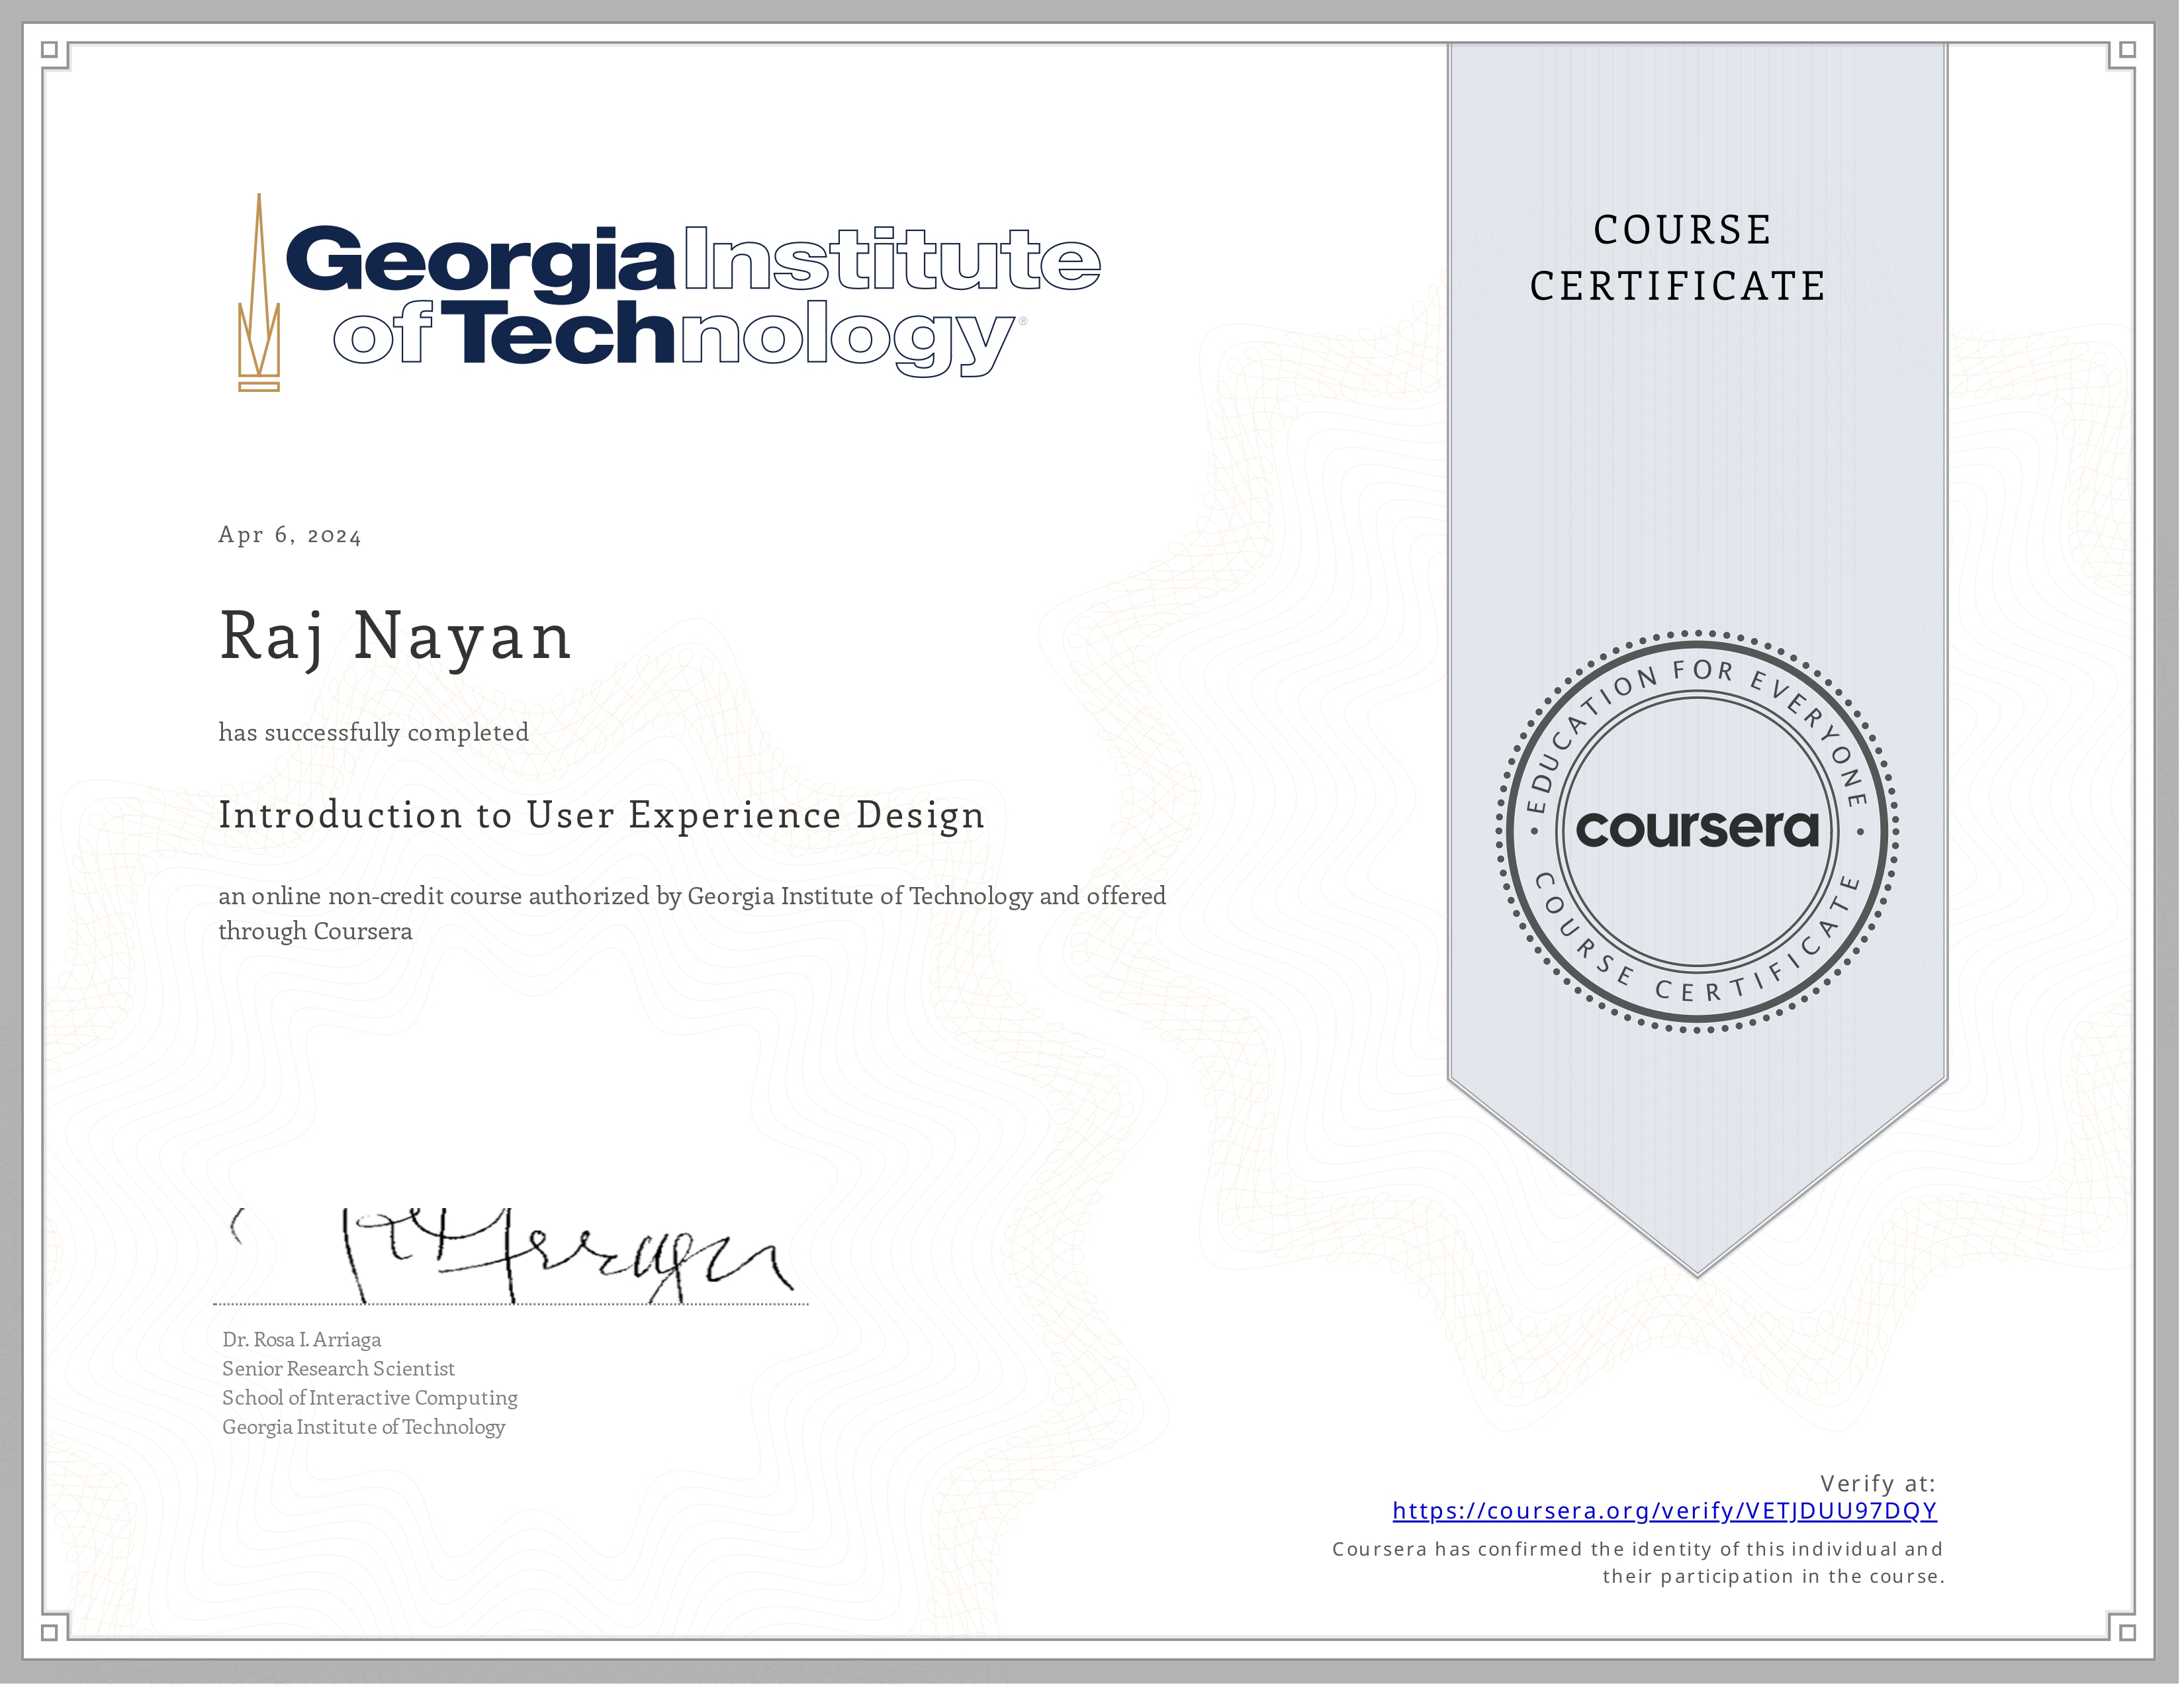 Georgia Institute
of Technology®
COURSE
CERTIFICATE
Apr 6, 2024
Raj Nayan
has successfully completed
Introduction to User Experience Design
an online non-credit course authorized by Georgia Institute of Technology and offered
through Coursera
EDUCATION FOR EVERYONE
coursera
COURSE CERTIFICATE
Dr. Rosa I. Arriaga
Senior Research Scientist
School of Interactive Computing
Georgia Institute of Technology
Verify at:
https://coursera.org/verify/VETJDUU97DQY
Coursera has confirmed the identity of this individual and
their participation in the course.